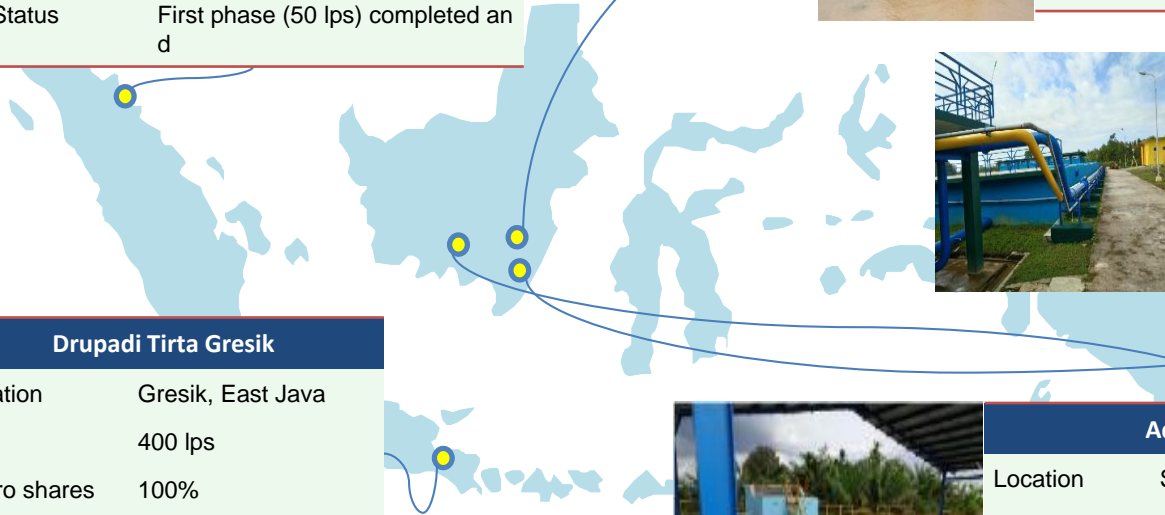 Status First phase (50 lps) completed an
d
Drupadi Tirta Gresik
ation Gresik, East Java
400 lps
ro shares 100%
Location